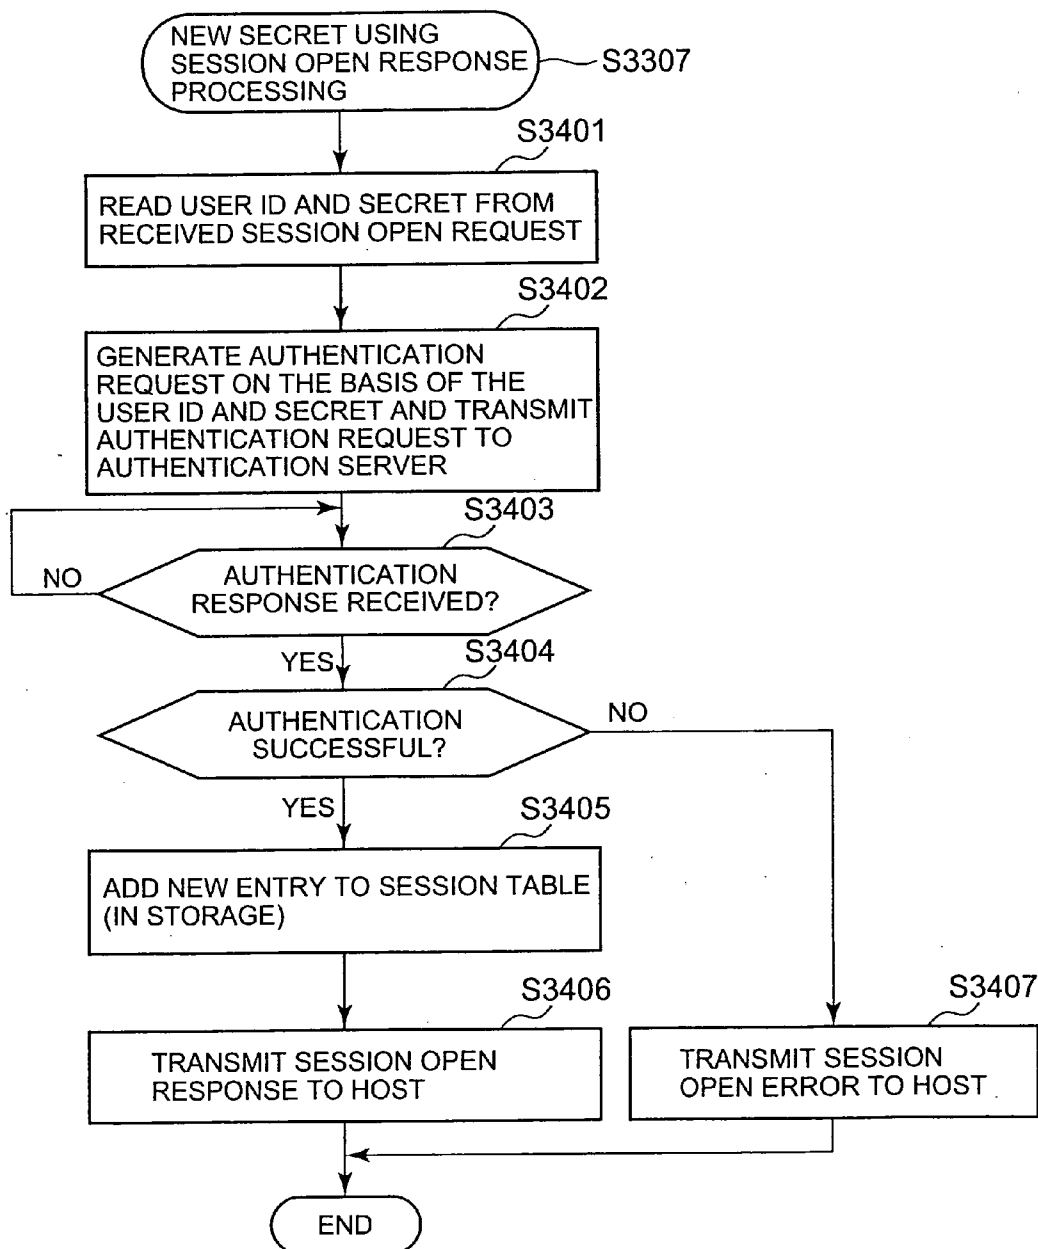 NEW SECRET USING
SESSION OPEN RESPONSE
PROCESSING
S3307
S3401
READ USER ID AND SECRET FROM
RECEIVED SESSION OPEN REQUEST
S3402
GENERATE AUTHENTICATION
REQUEST ON THE BASIS OF THE
USER ID AND SECRET AND TRANSMIT
AUTHENTICATION REQUEST TO
AUTHENTICATION SERVER
S3403
NO
AUTHENTICATION
RESPONSE RECEIVED?
YES
S3404
AUTHENTICATION
SUCCESSFUL?
NO
YES
S3405
ADD NEW ENTRY TO SESSION TABLE
(IN STORAGE)
S3406
TRANSMIT SESSION OPEN
RESPONSE TO HOST
S3407
TRANSMIT SESSION
OPEN ERROR TO HOST
END